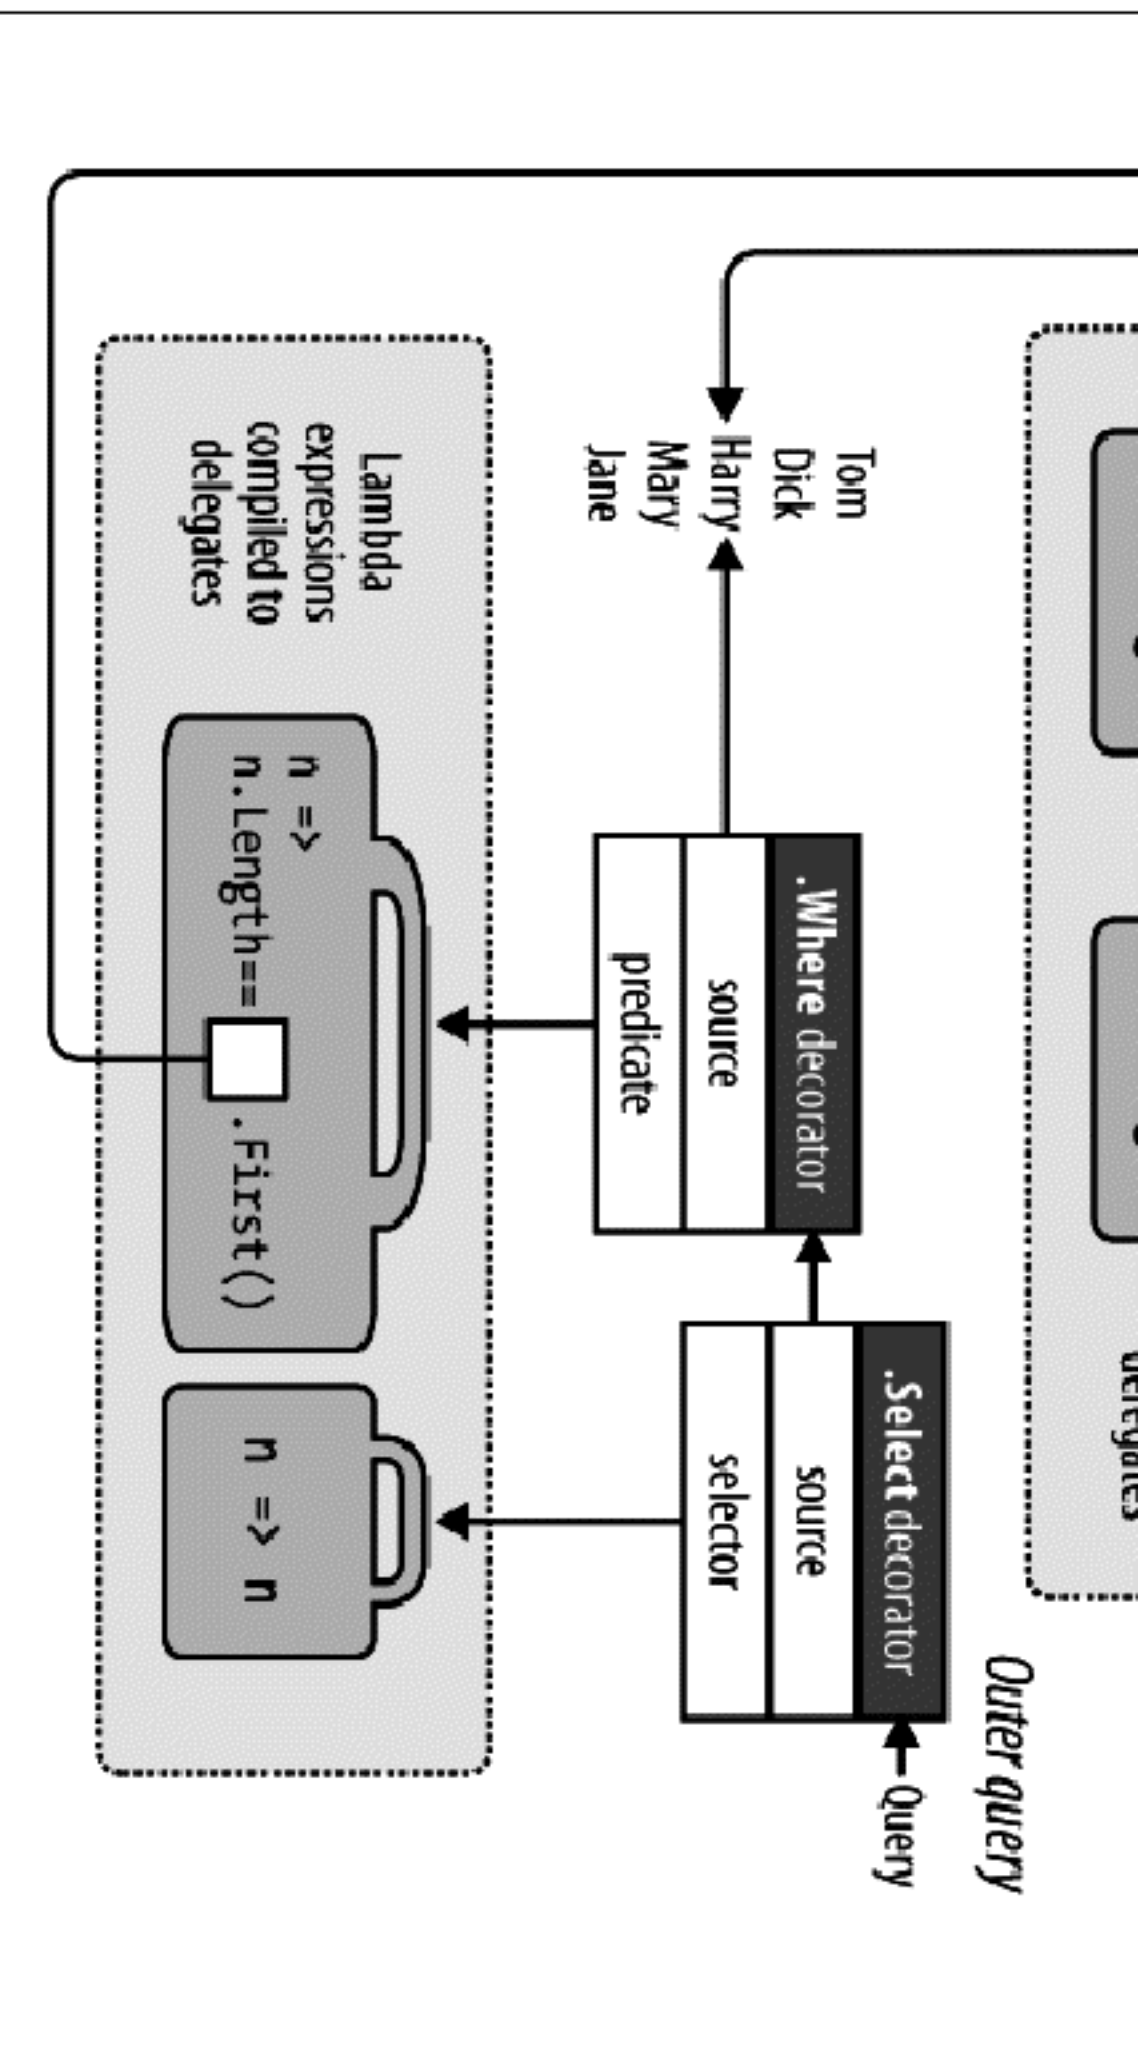 delegates
Outer query
Query
.Select decorator
source
selector
.Where decorator
source
predicate
Tom
Dick
Harry
Mary
Jane
Lambda
expressions
compiled to
delegates
n =>
n.Length==
.First()
n => n